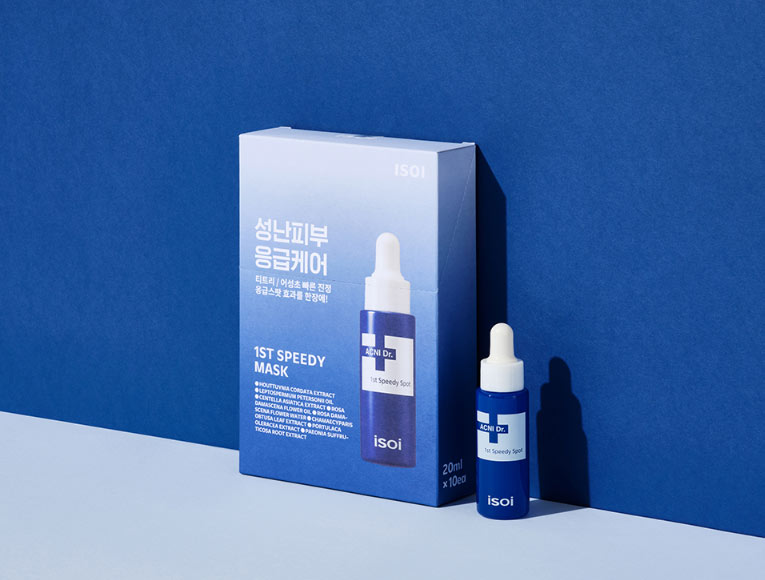 ISOI
성난피부
응급케어
티트리 / 어성초 빠른 진정
응급스팟 효과를 한장애!
1ST SPEEDY
MASK
●HOUTTUYNIA CORDATA EXTRACT
●LEPTOSPERMUM PETERSONII OIL
●CENTELLA ASIATICA EXTRACT ●ROSA
DAMASCENA FLOWER OIL ●ROSA DAMA-
SCENA FLOWER WATER ●CHAMAECYPARIS
OBTUSA LEAF EXTRACT ●PORTULACA
OLERACEA EXTRACT ●PAEONIA SUFFRU-
TICOSA ROOT EXTRACT
ACNI Dr.
1st Speedy Spot
isoi
20ml
x 10ea
ACNI Dr.
1st Speedy Spot
isoi